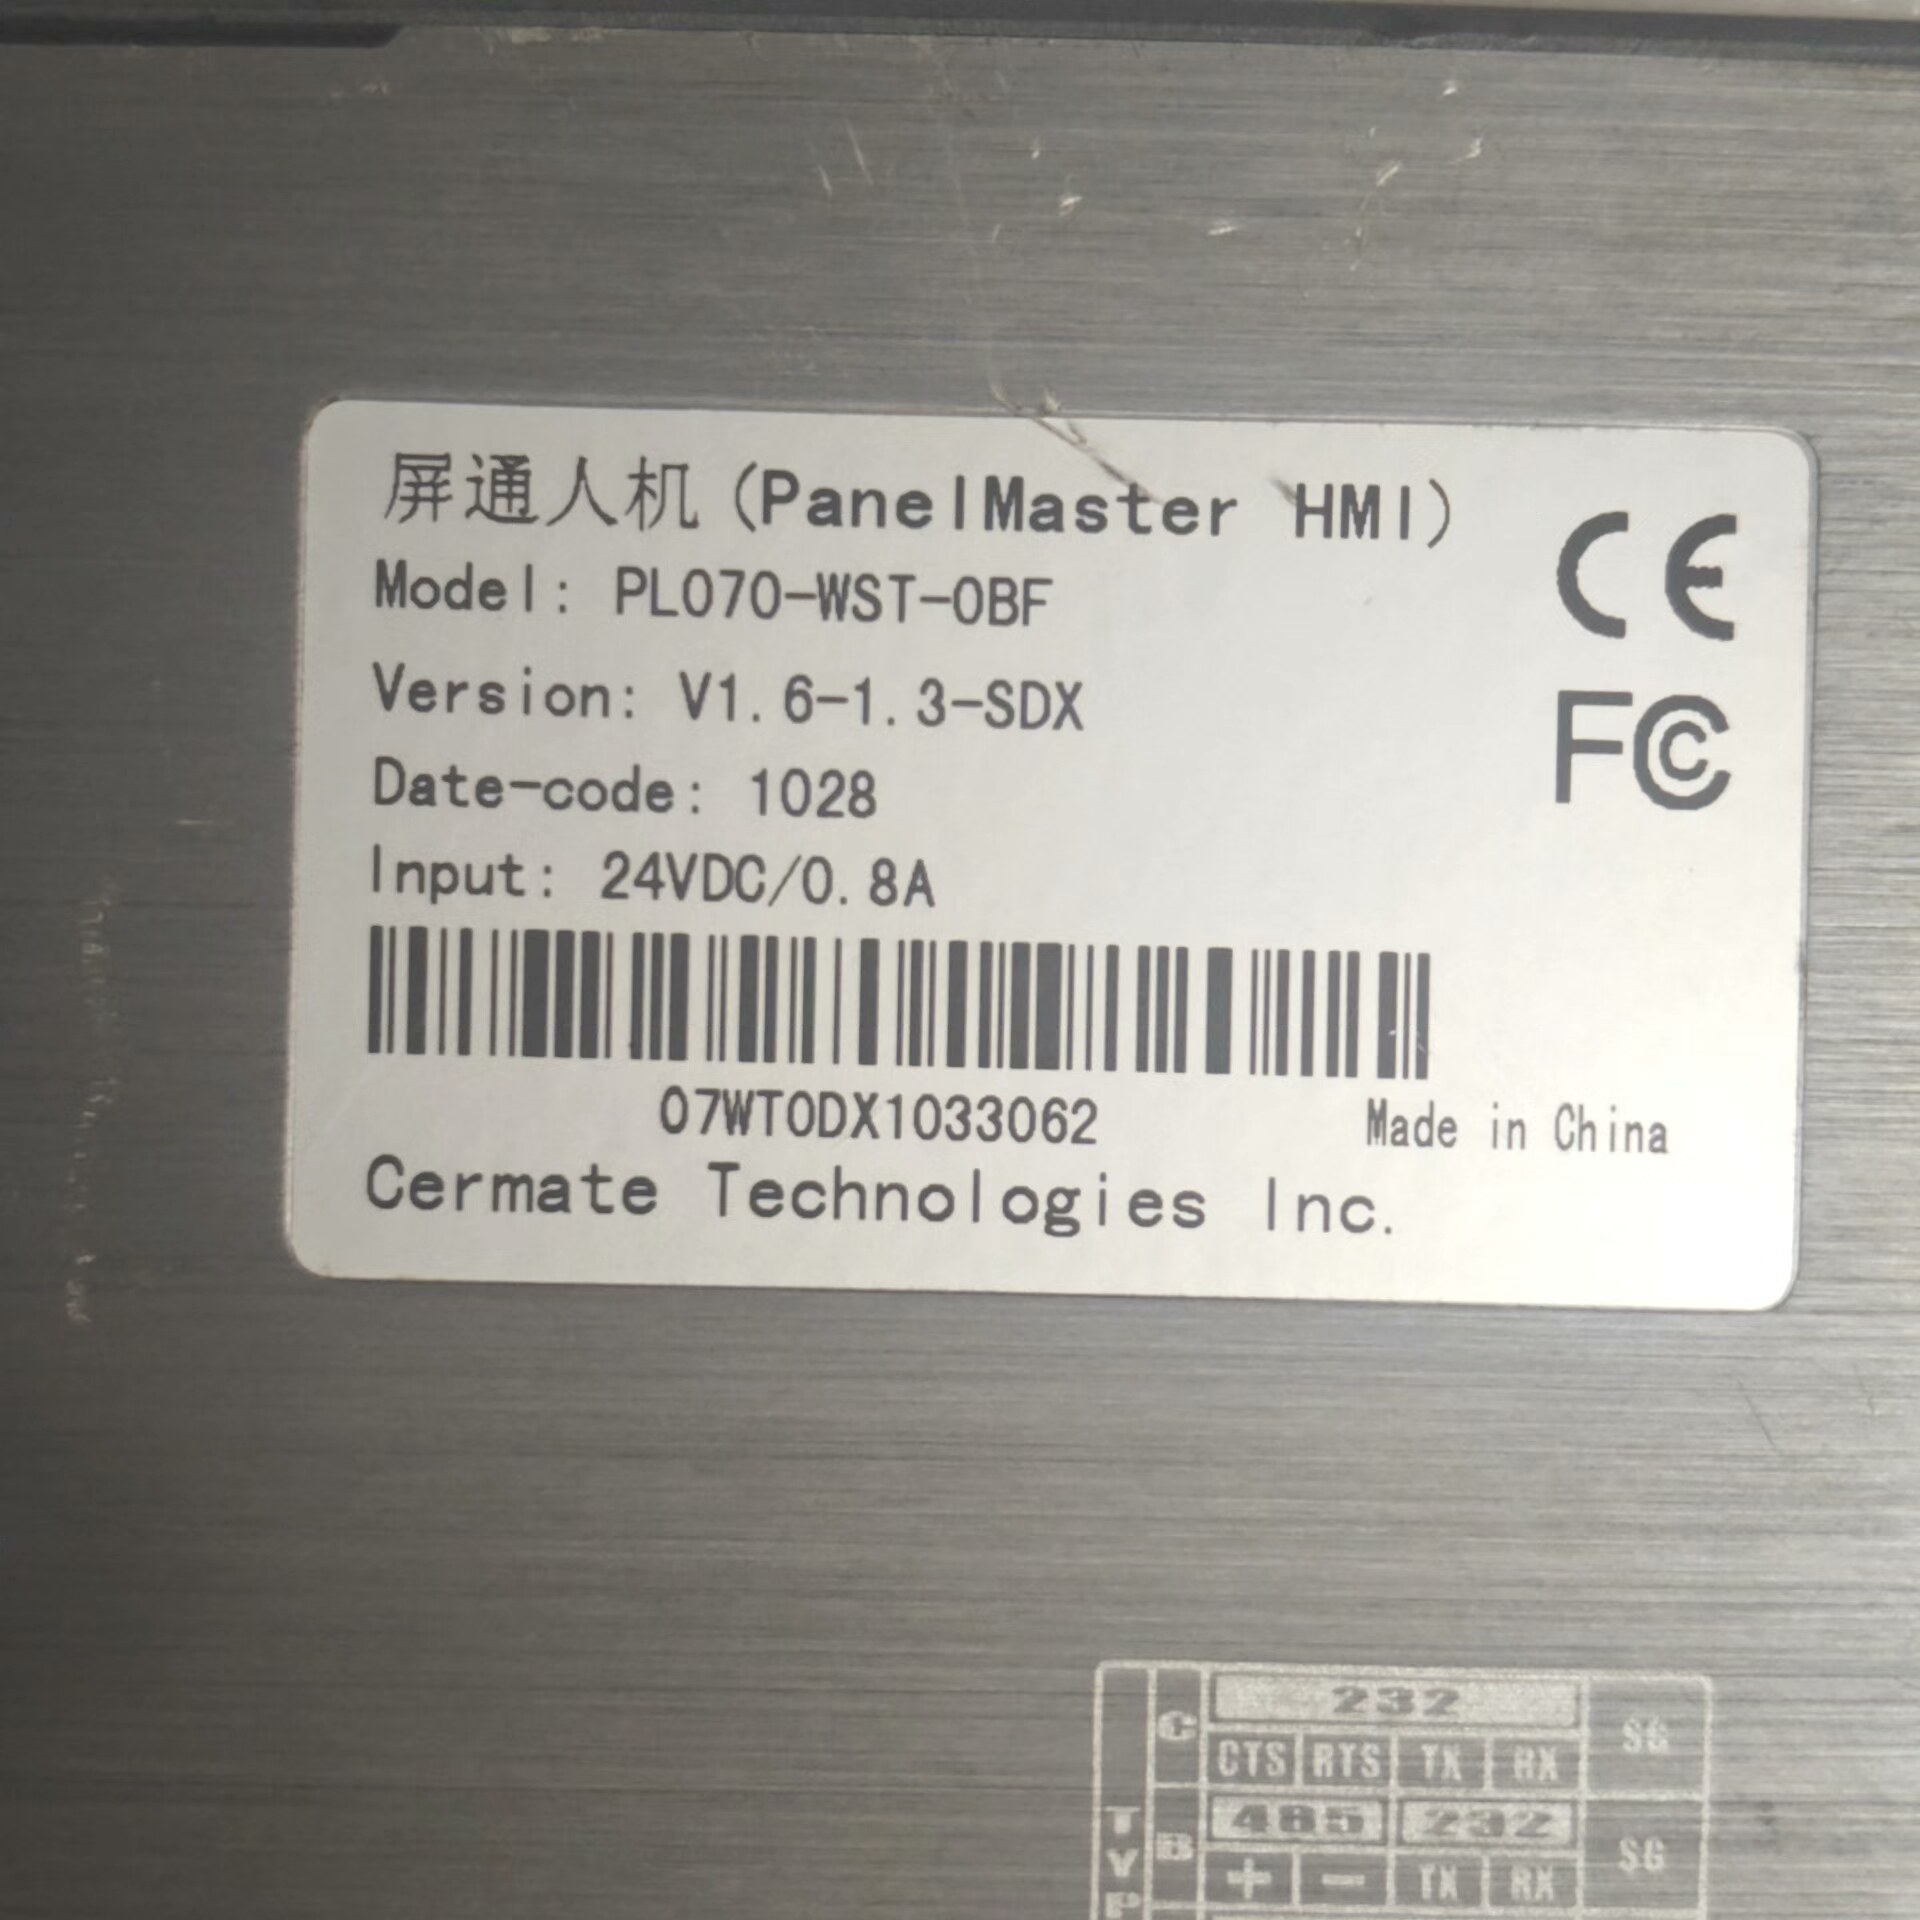 屏通人机(PanelMaster HMI)
Model: PL070-WST-0BF
Version: V1.6-1.3-SDX
Date-code: 1028
Input: 24VDC/0.8A
CE
FC
07WT0DX1033062
Made in China
Cermate Technologies Inc.
C 232 SG
CTS RTS TX RX
B 485 232 SG
+ - TX RX
TYP